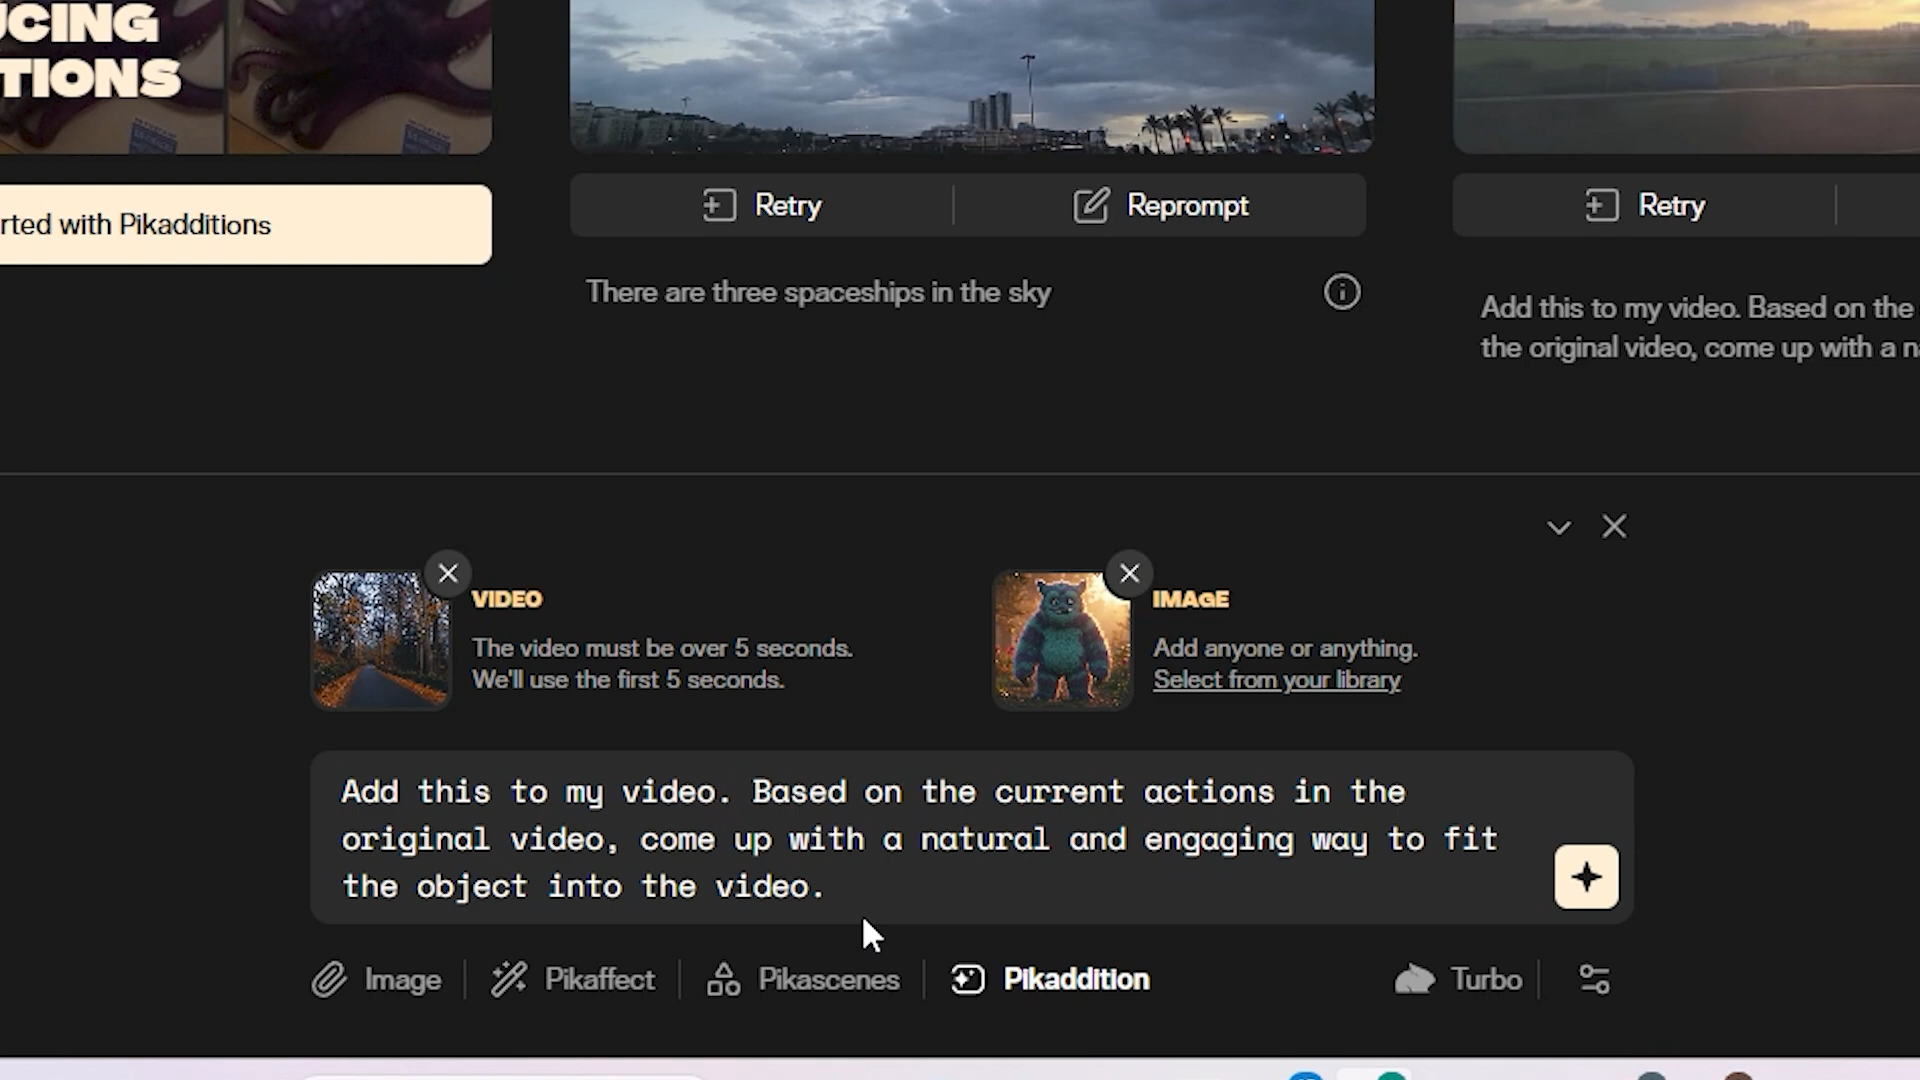 UCING
TIONS
rted with Pikadditions
Retry
Reprompt
Retry
There are three spaceships in the sky
Add this to my video. Based on the
the original video, come up with a na
VIDEO
The video must be over 5 seconds.
We'll use the first 5 seconds.
IMAGE
Add anyone or anything.
Select from your library
Add this to my video. Based on the current actions in the
original video, come up with a natural and engaging way to fit
the object into the video.
Image
Pikaffect
Pikascenes
Pikaddition
Turbo